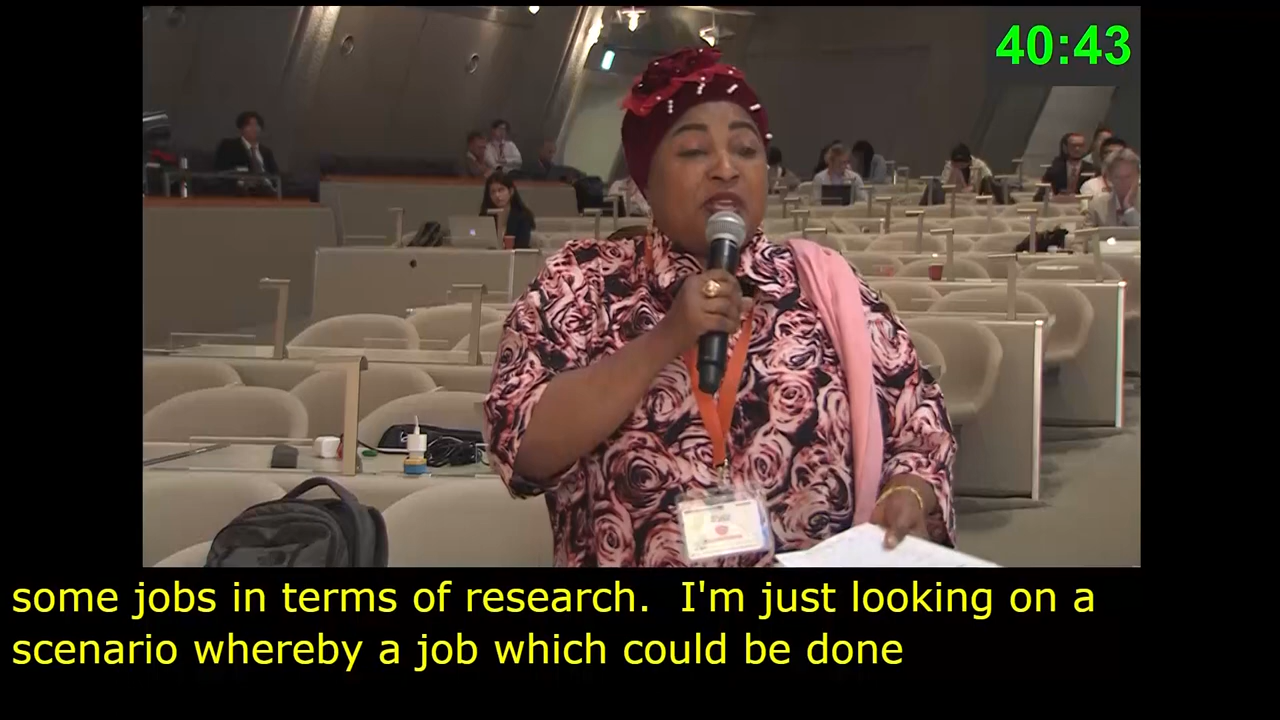 40:43
some jobs in terms of research.  I'm just looking on a
scenario whereby a job which could be done